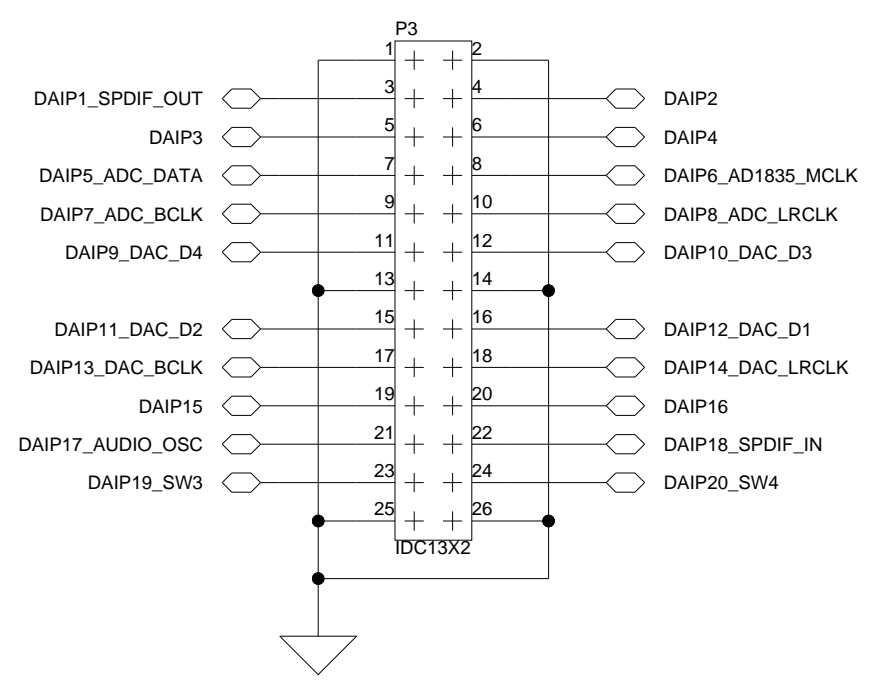 P3
1 2
DAIP1_SPDIF_OUT 3 4 DAIP2
DAIP3 5 6 DAIP4
DAIP5_ADC_DATA 7 8 DAIP6_AD1835_MCLK
DAIP7_ADC_BCLK 9 10 DAIP8_ADC_LRCLK
DAIP9_DAC_D4 11 12 DAIP10_DAC_D3
13 14
DAIP11_DAC_D2 15 16 DAIP12_DAC_D1
DAIP13_DAC_BCLK 17 18 DAIP14_DAC_LRCLK
DAIP15 19 20 DAIP16
DAIP17_AUDIO_OSC 21 22 DAIP18_SPDIF_IN
DAIP19_SW3 23 24 DAIP20_SW4
25 26
IDC13X2